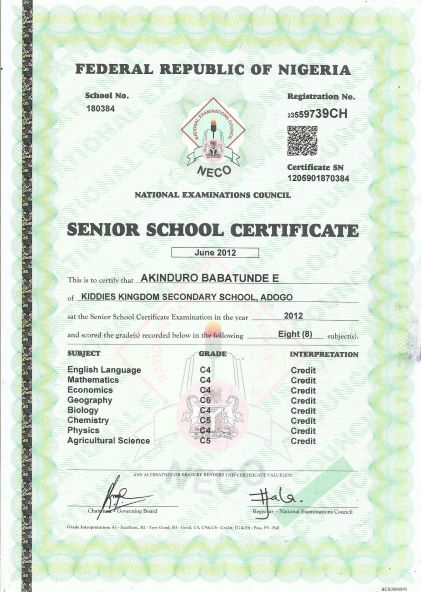 FEDERAL REPUBLIC OF NIGERIA
School No.
180384
Registration No.
23559739CH
NATIONAL EXAMINATIONS COUNCIL
NECO
Certificate SN
1205901870384
NATIONAL EXAMINATIONS COUNCIL
SENIOR SCHOOL CERTIFICATE
June 2012
This is to certify that AKINDURO BABATUNDE E
of KIDDIES KINGDOM SECONDARY SCHOOL, ADOGO
sat the Senior School Certificate Examination in the year 2012
and scored the grade(s) recorded below in the following Eight (8) subject(s).
SUBJECT GRADE INTERPRETATION
English Language C4 Credit
Mathematics C4 Credit
Economics C4 Credit
Geography C6 Credit
Biology C4 Credit
Chemistry C5 Credit
Physics C4 Credit
Agricultural Science C5 Credit
NECO
ANY ALTERATION OR ERASURE RENDERS THIS CERTIFICATE VALUELESS
Chairman Governing Board
Registrar - National Examinations Council
Grade Interpretation: A1 - Excellent, B2 - Very Good, B3 - Good, C4, C5&C6 - Credit, D7& E8 - Pass, F9 - Fail